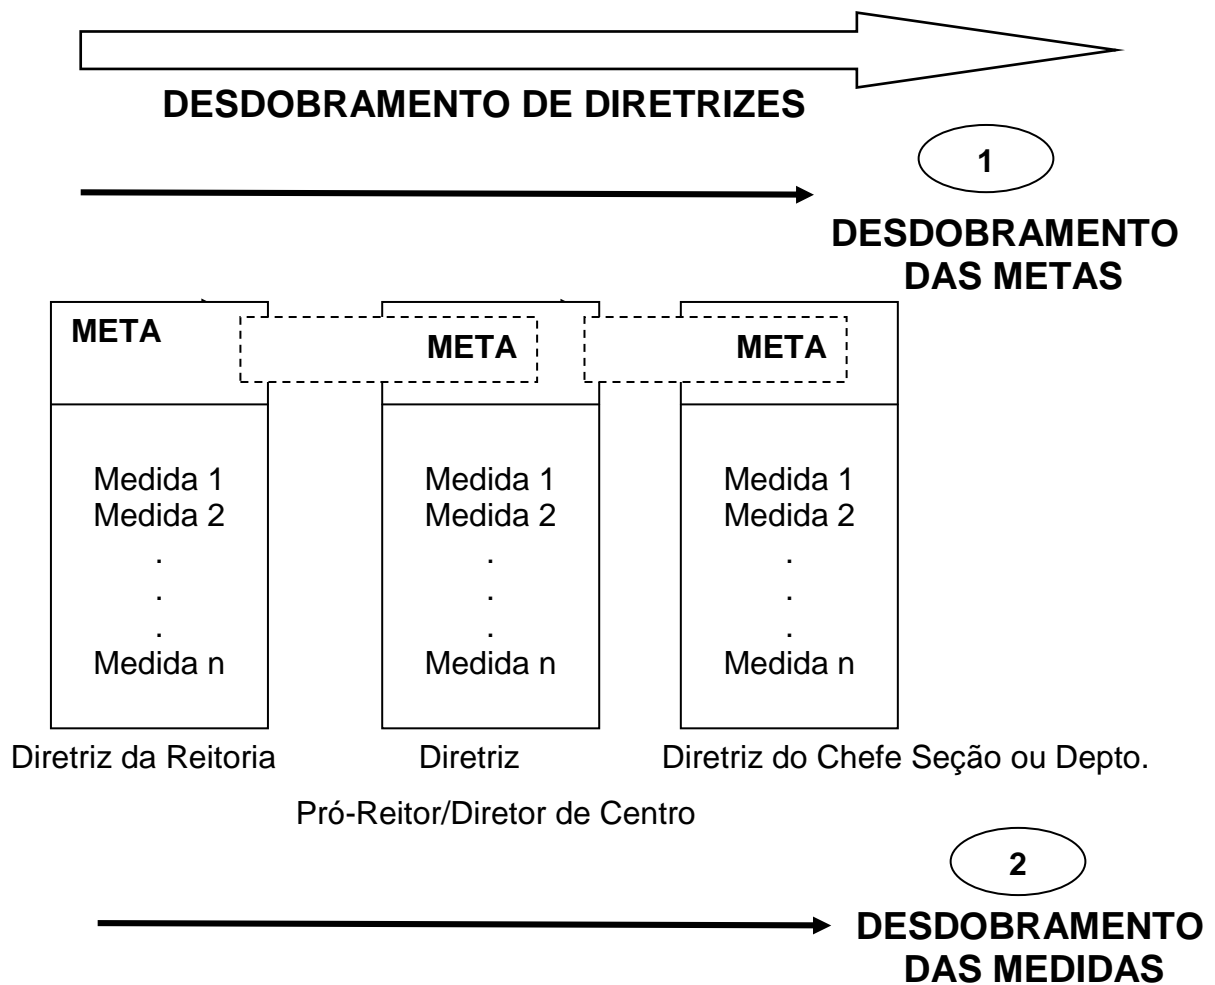 DESDOBRAMENTO DE DIRETRIZES
1
DESDOBRAMENTO
DAS METAS
META
META
META
Medida 1
Medida 2
.
.
.
Medida n
Medida 1
Medida 2
.
.
.
Medida n
Medida 1
Medida 2
.
.
.
Medida n
Diretriz da Reitoria
Diretriz
Pró-Reitor/Diretor de Centro
Diretriz do Chefe Seção ou Depto.
2
DESDOBRAMENTO
DAS MEDIDAS